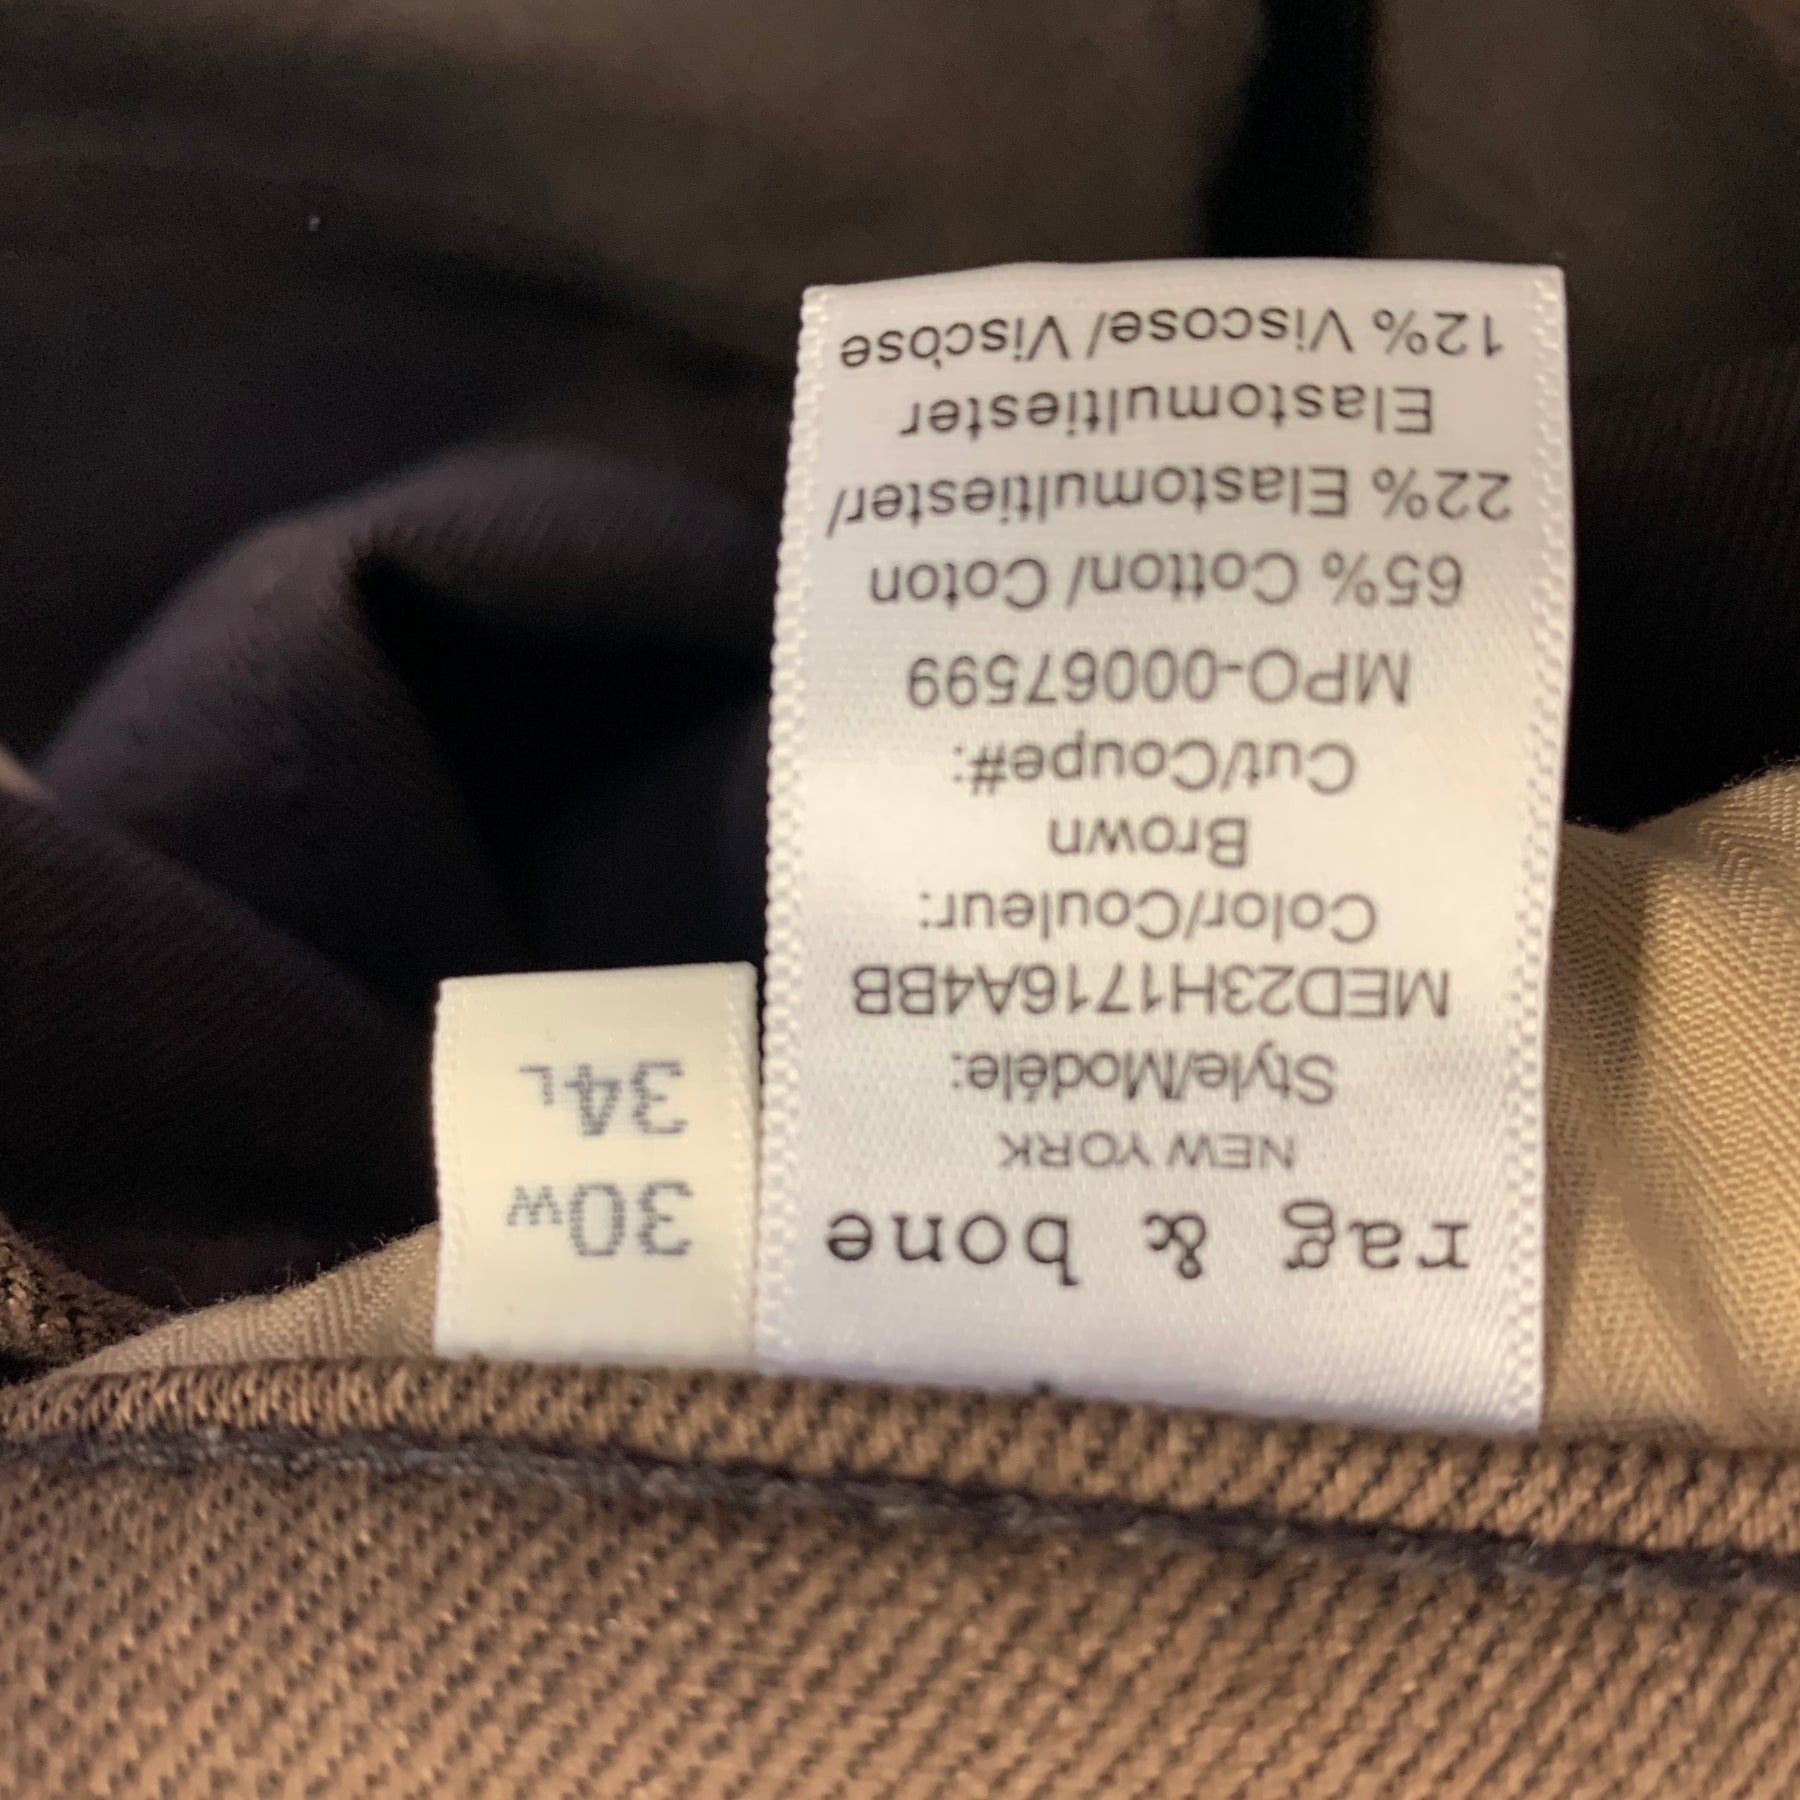 rag & bone
NEW YORK
Style/Modéle:
MED23H1716A4BB
Color/Couleur:
Brown
Cut/Coupe#:
MPO-00067599
65% Cotton/ Coton
22% Elastomultiester/
Elastomultiester
12% Viscose/ Viscose
30W
34L